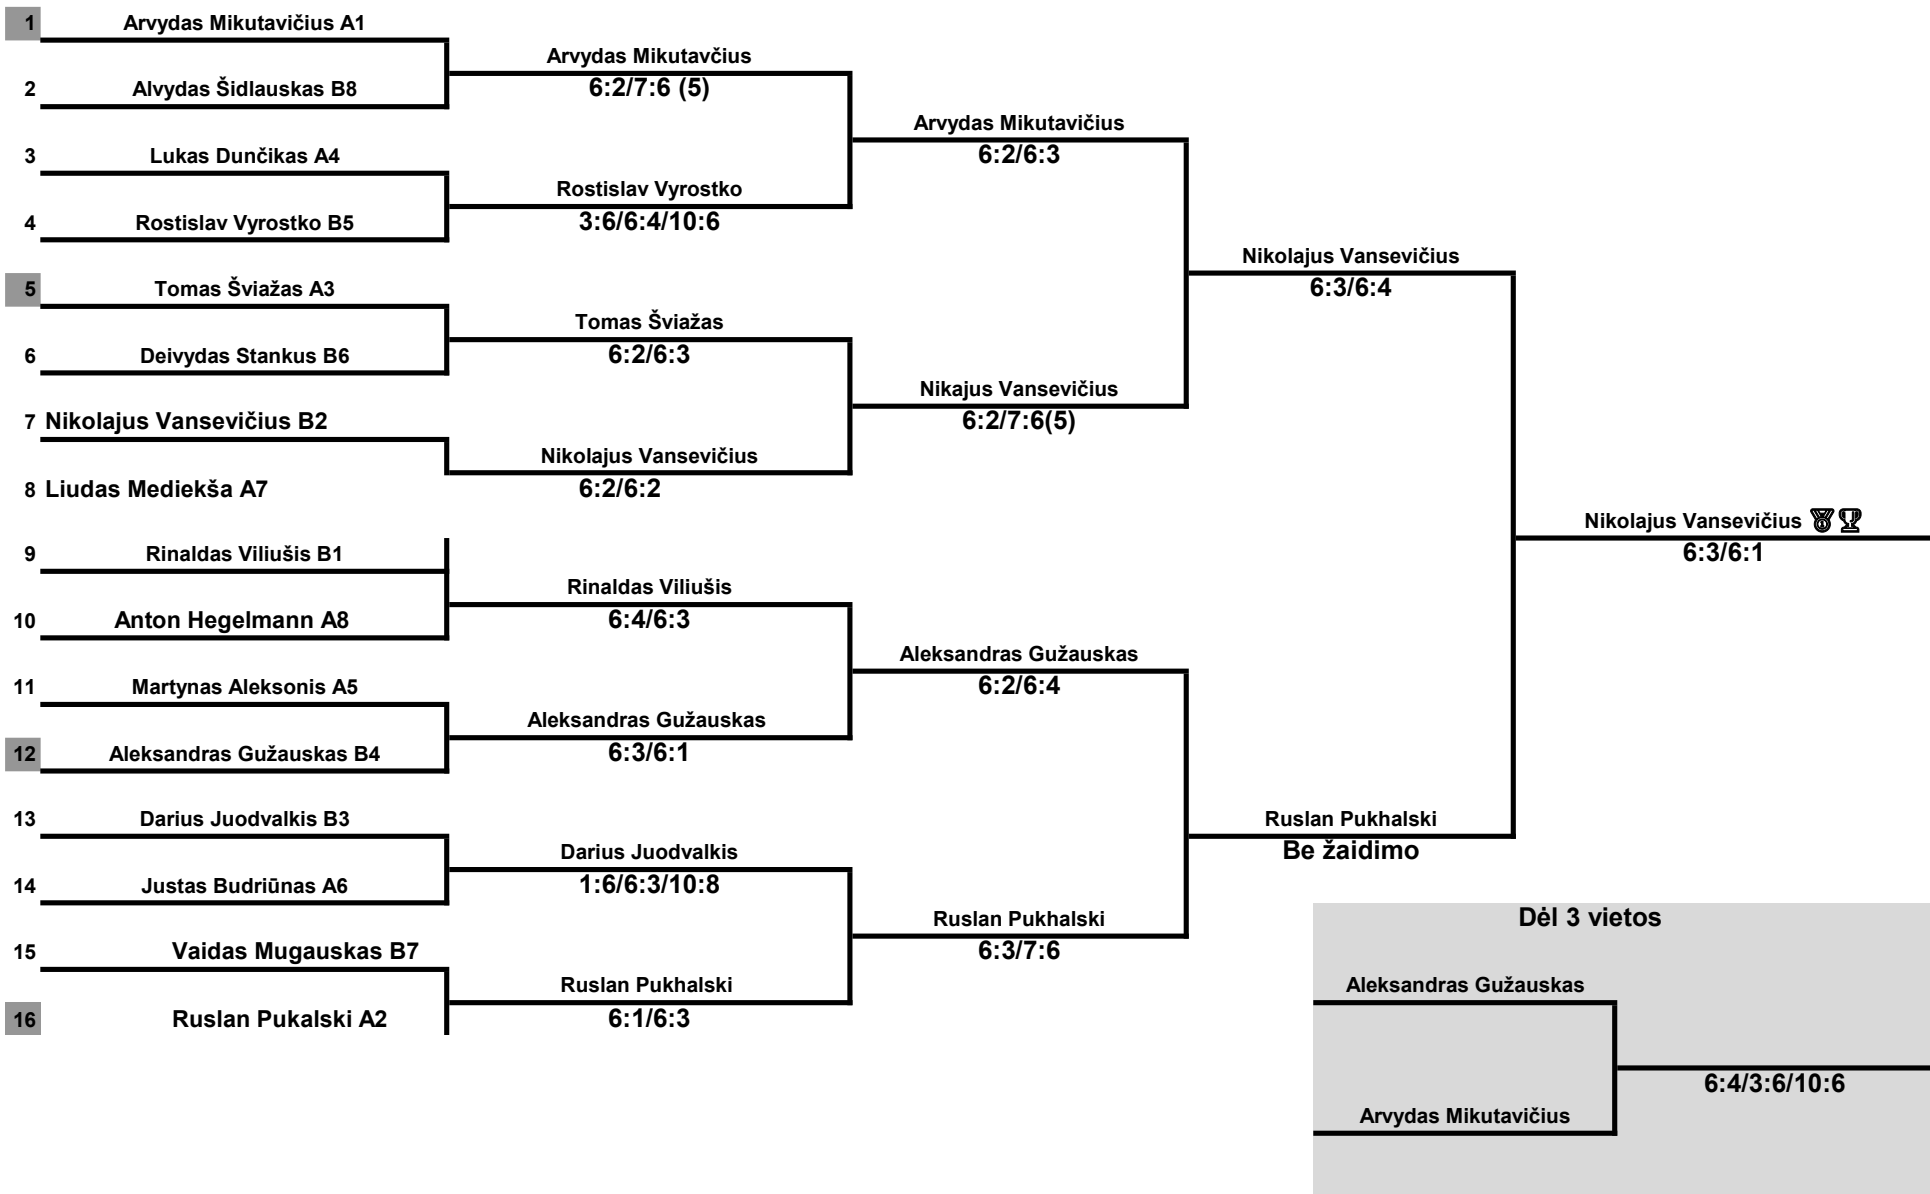 1 Arvydas Mikutavičius A1
Arvydas Mikutavčius
2 Alvydas Šidlauskas B8
6:2/7:6 (5)
Arvydas Mikutavičius
3 Lukas Dunčikas A4
6:2/6:3
Rostislav Vyrostko
4 Rostislav Vyrostko B5
3:6/6:4/10:6
Nikolajus Vansevičius
5 Tomas Šviažas A3
6:3/6:4
Tomas Šviažas
6 Deivydas Stankus B6
6:2/6:3
Nikajus Vansevičius
7 Nikolajus Vansevičius B2
6:2/7:6(5)
Nikolajus Vansevičius
8 Liudas Mediekša A7
6:2/6:2
Nikolajus Vansevičius
9 Rinaldas Viliušis B1
6:3/6:1
Rinaldas Viliušis
10 Anton Hegelmann A8
6:4/6:3
Aleksandras Gužauskas
11 Martynas Aleksonis A5
6:2/6:4
Aleksandras Gužauskas
12 Aleksandras Gužauskas B4
6:3/6:1
13 Darius Juodvalkis B3
Ruslan Pukhalski
Be žaidimo
Darius Juodvalkis
14 Justas Budriūnas A6
1:6/6:3/10:8
Ruslan Pukhalski
Dėl 3 vietos
15 Vaidas Mugauskas B7
6:3/7:6
Ruslan Pukhalski
Aleksandras Gužauskas
16 Ruslan Pukalski A2
6:1/6:3
6:4/3:6/10:6
Arvydas Mikutavičius